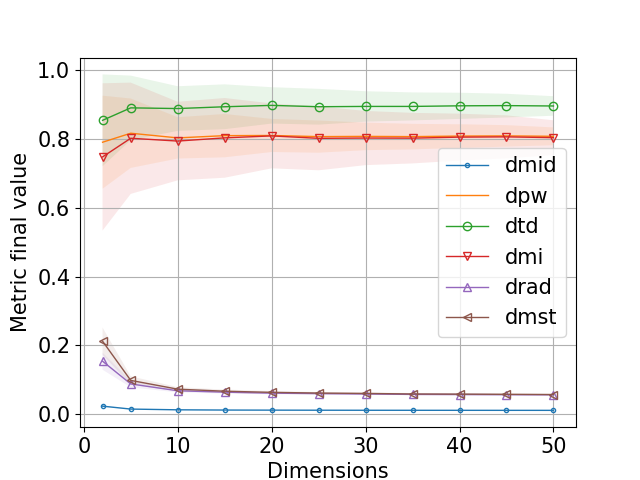 1.0
0.8
0.6
0.4
0.2
0.0
Metric final value
0 10 20 30 40 50
Dimensions
dmid
dpw
dtd
dmi
drad
dmst